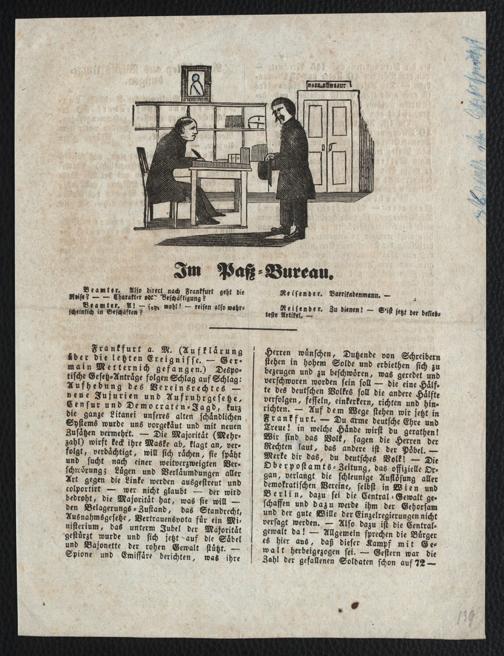 Im Paß-Bureau.
Beamter. Also direct nach Frankfurt geht die
Reise? — — Charakter oder Beschäftigung?
Beamter. A! — sehr wohl! — reisen also wahr-
scheinlich in Geschäften?
Reisender. Barrikadenmann. —
Reisender. Zu dienen! — Ist jetzt der belieb-
teste Artikel. —
Frankfurt a. M. (Aufklärung
über die letzten Ereignisse. — Ger-
main Metternich gefangen.) Despo-
tische Gesetz-Anträge folgen Schlag auf Schlag:
Aufhebung des Vereinsrechtes —
neue Injurien und Aufruhrgesetze,
Censur und Democraten-Jagd, kurz
die ganze Litanei unseres alten schändlichen
Systems wurde uns vorgekäut und mit neuen
Zusätzen vermehrt. — Die Majorität (Mehr-
zahl) wirft keck ihre Maske ab, klagt an, ver-
folgt, verdächtigt, will sich rächen, sie späht
und sucht nach einer weitverzweigten Ver-
schwörung; Lügen und Verläumdungen aller
Art gegen die Linke werden ausgestreut und
colportirt — wer nicht glaubt — der wird
bedroht, die Majorität hat, was sie will —
den Belagerungs-Zustand, das Standrecht,
Ausnahmsgesetze, Vertrauensvota für ein Mi-
nisterium, das unterm Jubel der Majorität
gestürzt wurde und sich jetzt auf die Säbel
und Bajonette der rohen Gewalt stützt. —
Spione und Emissäre berichten, was ihre
Herren wünschen, Dutzende von Schreibern
stehen in hohem Solde und erbiethen sich zu
bezeugen und zu beschwören, was geredet und
verschworen worden sein soll — die eine Hälf-
te des deutschen Volkes soll die andere Hälfte
verfolgen, fesseln, einkerkern, richten und hin-
richten. — Auf dem Wege stehen wir jetzt in
Frankfurt. — Du arme deutsche Ehre und
Treue! in welche Hände wirst du gerathen!
Wir sind das Volk, sagen die Herren der
Rechten laut, das andere ist der Pöbel. —
Merke dir das, du deutsches Volk! — Die
Oberpostamts-Zeitung, das offizielle Or-
gan, verlangt die schleunige Auflösung aller
demokratischen Vereine, selbst in Wien und
Berlin, dazu sei die Central-Gewalt ge-
schaffen und dazu werde ihm der Gehorsam
und der gute Wille der Einzelregierungen nicht
versagt werden. — Also dazu ist die Central-
gewalt da! — Allgemein sprechen die Bürger
es hier aus, daß dieser Kampf mit Ge-
walt herbeigezogen sei. — Gestern war die
Zahl der gefallenen Soldaten schon auf 72 —
139